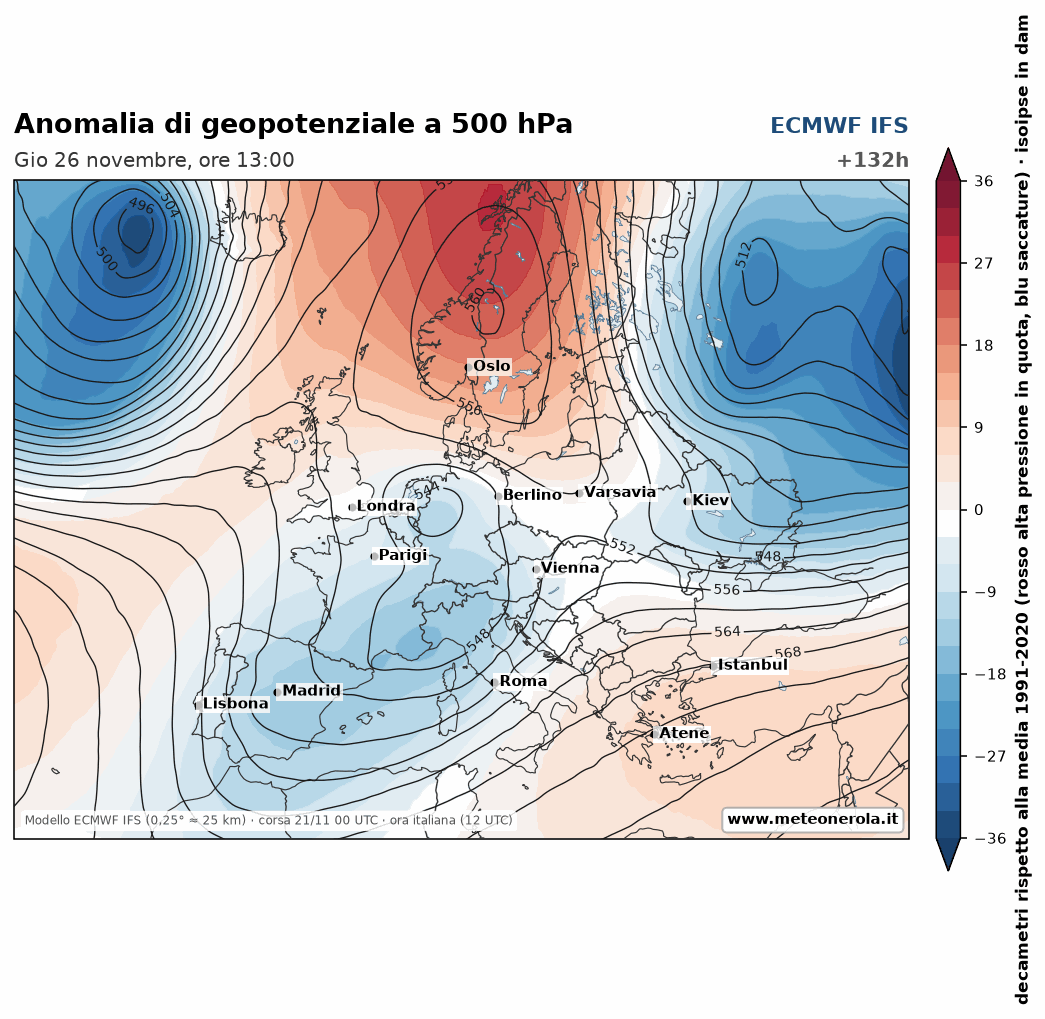 Anomalia di geopotenziale a 500 hPa
ECMWF IFS
Gio 26 novembre, ore 13:00
+132h
496
504
500
512
560
556
Oslo
544
Londra
Berlino
Varsavia
Kiev
Parigi
Vienna
552
548
556
548
564
568
Istanbul
Roma
Madrid
Lisbona
Atene
Modello ECMWF IFS (0,25° ≈ 25 km) · corsa 21/11 00 UTC · ora italiana (12 UTC)
www.meteonerola.it
36
27
18
9
0
−9
−18
−27
−36
decametri rispetto alla media 1991-2020 (rosso alta pressione in quota, blu saccature) · isoipse in dam